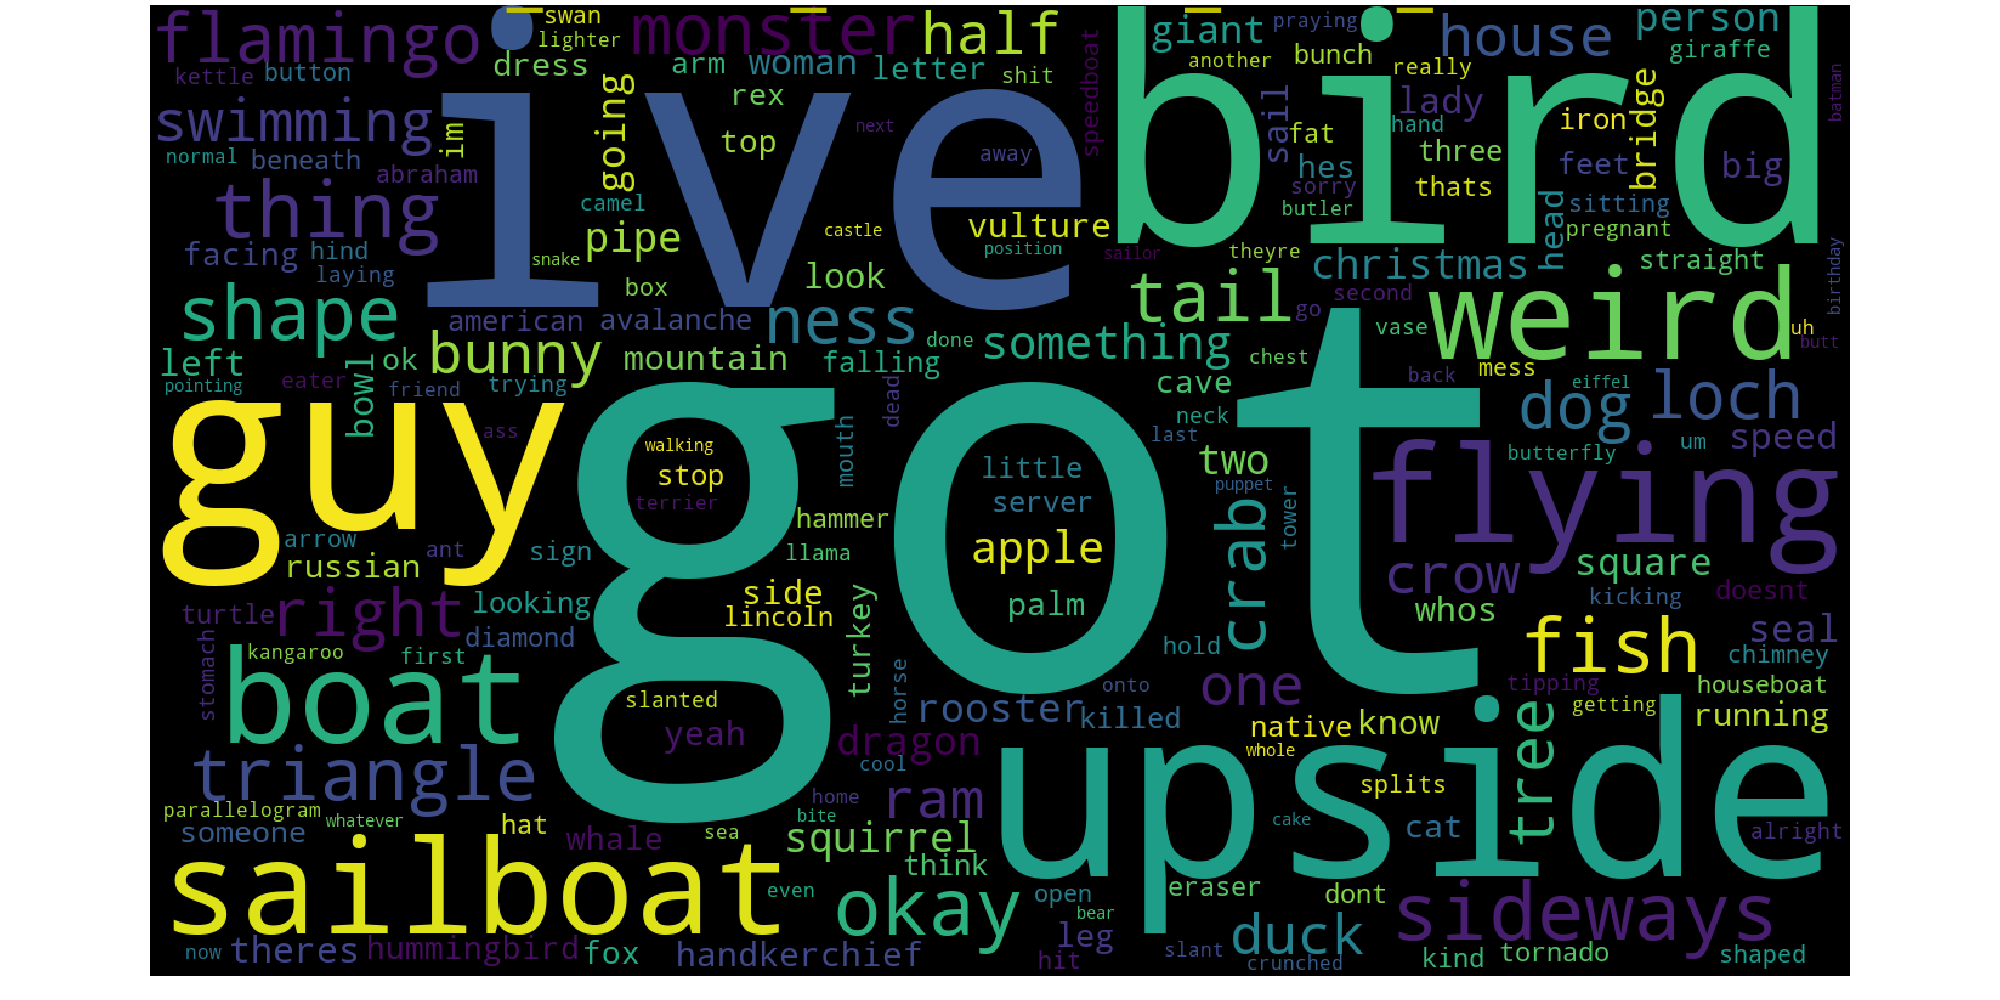 flamingo
ive
swan
lighter
monster
half
bird
giant
praying
house
person
kettle
button
dress
arm
woman
letter
shit
speedboat
another
bunch
really
giraffe
swimming
im
going
rex
top
next
away
sail
fat
hand
lady
iron
bridge
batman
normal
beneath
abraham
camel
hes
three
thats
feet
big
thing
pipe
castle
vulture
position
sailor
sorry
butler
head
sitting
pregnant
facing
hind
laying
snake
box
look
theyre
christmas
straight
birthday
shape
american
avalanche
ness
tail
go
second
weird
vase
uh
butt
left
bowl
ok
bunny
mountain
falling
done
something
chest
mess
pointing
eater
friend
trying
dead
cave
back
eiffel
loch
guy
got
ass
walking
stop
terrier
mouth
little
server
neck
last
two
puppet
tower
dog
um
speed
butterfly
flying
arrow
russian
ant
sign
hammer
llama
apple
crab
crow
square
turtle
right
looking
diamond
side
lincoln
turkey
palm
whos
kicking
doesnt
stomach
kangaroo
first
hold
fish
seal
chimney
boat
slanted
yeah
horse
rooster
onto
killed
one
native
know
whole
tipping
houseboat
getting
running
tree
triangle
dragon
cool
upside
splits
parallelogram
whatever
someone
hat
whale
home
bite
sea
ram
squirrel
cake
cat
alright
sailboat
think
even
okay
open
bear
eraser
dont
sideways
now
theres
hummingbird
fox
handkerchief
leg
hit
slant
duck
crunched
kind
tornado
shaped